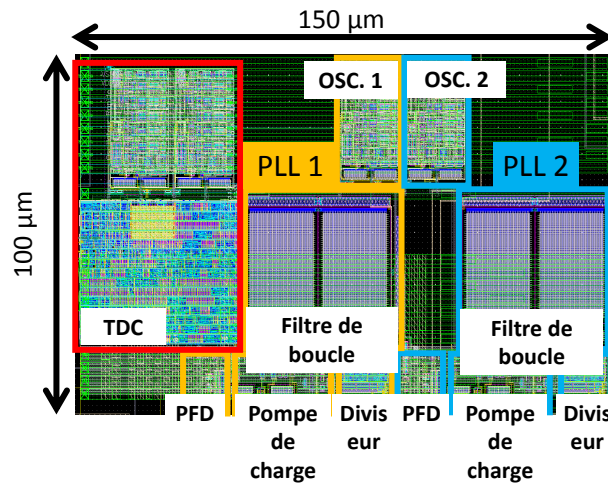 150 µm
100 µm
OSC. 1
OSC. 2
PLL 1
PLL 2
TDC
Filtre de
boucle
Filtre de
boucle
PFD
Pompe
de
charge
Divis
eur
PFD
Pompe
de
charge
Divis
eur